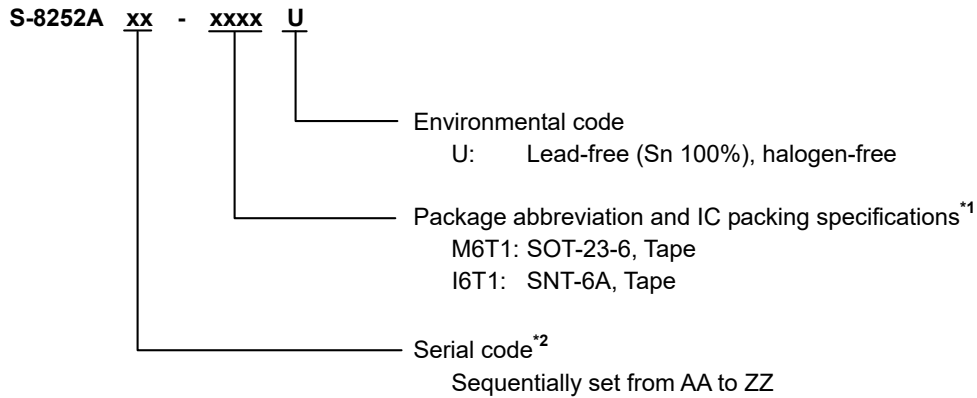 S-8252A xx - xxxx U
Environmental code
U: Lead-free (Sn 100%), halogen-free
Package abbreviation and IC packing specifications*1
M6T1: SOT-23-6, Tape
I6T1: SNT-6A, Tape
Serial code*2
Sequentially set from AA to ZZ